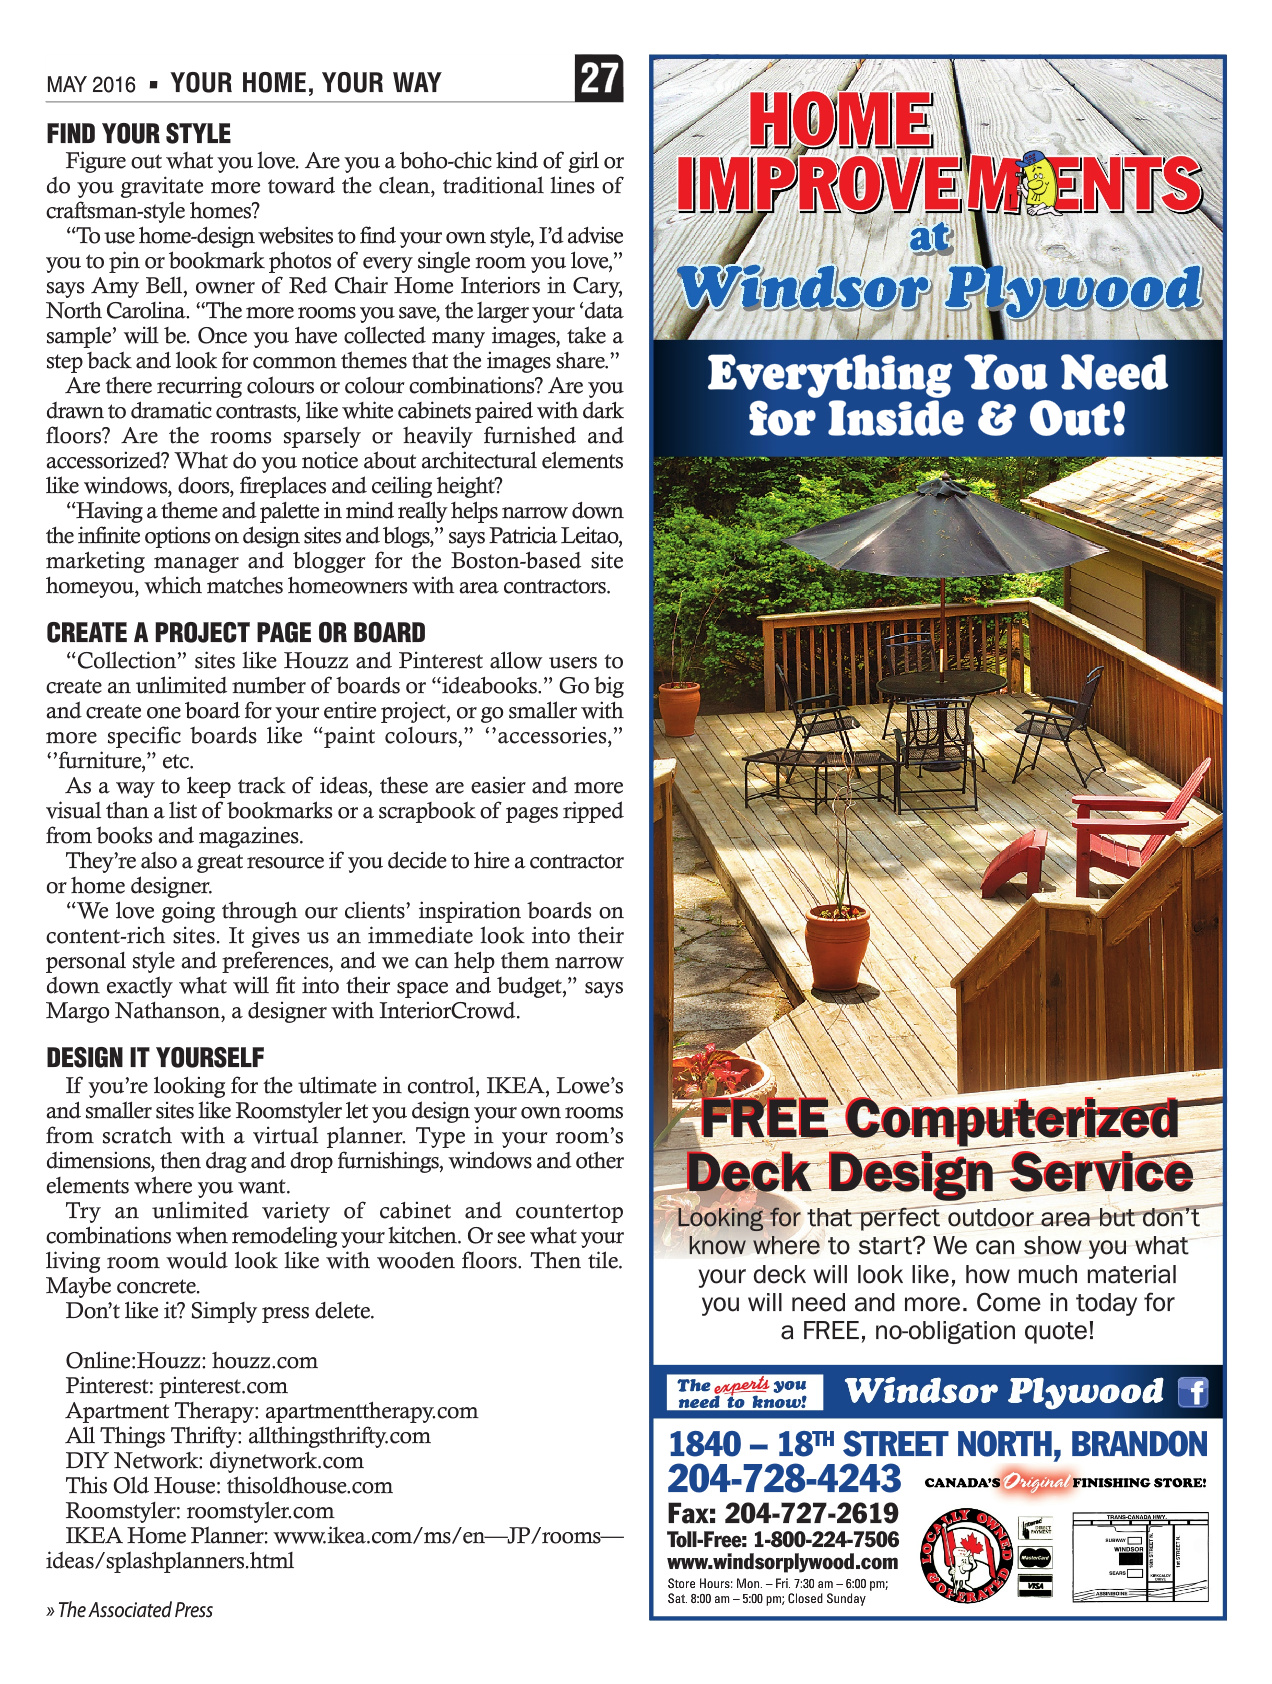 MAY 2016 ▪ YOUR HOME, YOUR WAY 27
FIND YOUR STYLE
Figure out what you love. Are you a boho-chic kind of girl or
do you gravitate more toward the clean, traditional lines of
craftsman-style homes?
“To use home-design websites to find your own style, I’d advise
you to pin or bookmark photos of every single room you love,”
says Amy Bell, owner of Red Chair Home Interiors in Cary,
North Carolina. “The more rooms you save, the larger your ‘data
sample’ will be. Once you have collected many images, take a
step back and look for common themes that the images share.”
Are there recurring colours or colour combinations? Are you
drawn to dramatic contrasts, like white cabinets paired with dark
floors? Are the rooms sparsely or heavily furnished and
accessorized? What do you notice about architectural elements
like windows, doors, fireplaces and ceiling height?
“Having a theme and palette in mind really helps narrow down
the infinite options on design sites and blogs,” says Patricia Leitao,
marketing manager and blogger for the Boston-based site
homeyou, which matches homeowners with area contractors.
CREATE A PROJECT PAGE OR BOARD
“Collection” sites like Houzz and Pinterest allow users to
create an unlimited number of boards or “ideabooks.” Go big
and create one board for your entire project, or go smaller with
more specific boards like “paint colours,” ‘’accessories,”
‘’furniture,” etc.
As a way to keep track of ideas, these are easier and more
visual than a list of bookmarks or a scrapbook of pages ripped
from books and magazines.
They’re also a great resource if you decide to hire a contractor
or home designer.
“We love going through our clients’ inspiration boards on
content-rich sites. It gives us an immediate look into their
personal style and preferences, and we can help them narrow
down exactly what will fit into their space and budget,” says
Margo Nathanson, a designer with InteriorCrowd.
DESIGN IT YOURSELF
If you’re looking for the ultimate in control, IKEA, Lowe’s
and smaller sites like Roomstyler let you design your own rooms
from scratch with a virtual planner. Type in your room’s
dimensions, then drag and drop furnishings, windows and other
elements where you want.
Try an unlimited variety of cabinet and countertop
combinations when remodeling your kitchen. Or see what your
living room would look like with wooden floors. Then tile.
Maybe concrete.
Don’t like it? Simply press delete.
Online:Houzz: houzz.com
Pinterest: pinterest.com
Apartment Therapy: apartmenttherapy.com
All Things Thrifty: allthingsthrifty.com
DIY Network: diynetwork.com
This Old House: thisoldhouse.com
Roomstyler: roomstyler.com
IKEA Home Planner: www.ikea.com/ms/en—JP/rooms—
ideas/splashplanners.html
» The Associated Press
HOME
IMPROVEMENTS
at
Windsor Plywood
Everything You Need
for Inside & Out!
FREE Computerized
Deck Design Service
Looking for that perfect outdoor area but don’t
know where to start? We can show you what
your deck will look like, how much material
you will need and more. Come in today for
a FREE, no-obligation quote!
The experts you
need to know!
Windsor Plywood
f
1840 – 18TH STREET NORTH, BRANDON
204-728-4243
CANADA’S Original FINISHING STORE!
Fax: 204-727-2619
Toll-Free: 1-800-224-7506
www.windsorplywood.com
Store Hours: Mon. – Fri. 7:30 am – 6:00 pm;
Sat. 8:00 am – 5:00 pm; Closed Sunday
LOCALLY OWNED
& OPERATED
Interac DIRECT PAYMENT
MasterCard
VISA
TRANS-CANADA HWY.
SUBWAY
WINDSOR
SEARS
18th STREET N.
1st STREET N.
KIRKCALDY
DRIVE
ASSINIBOINE